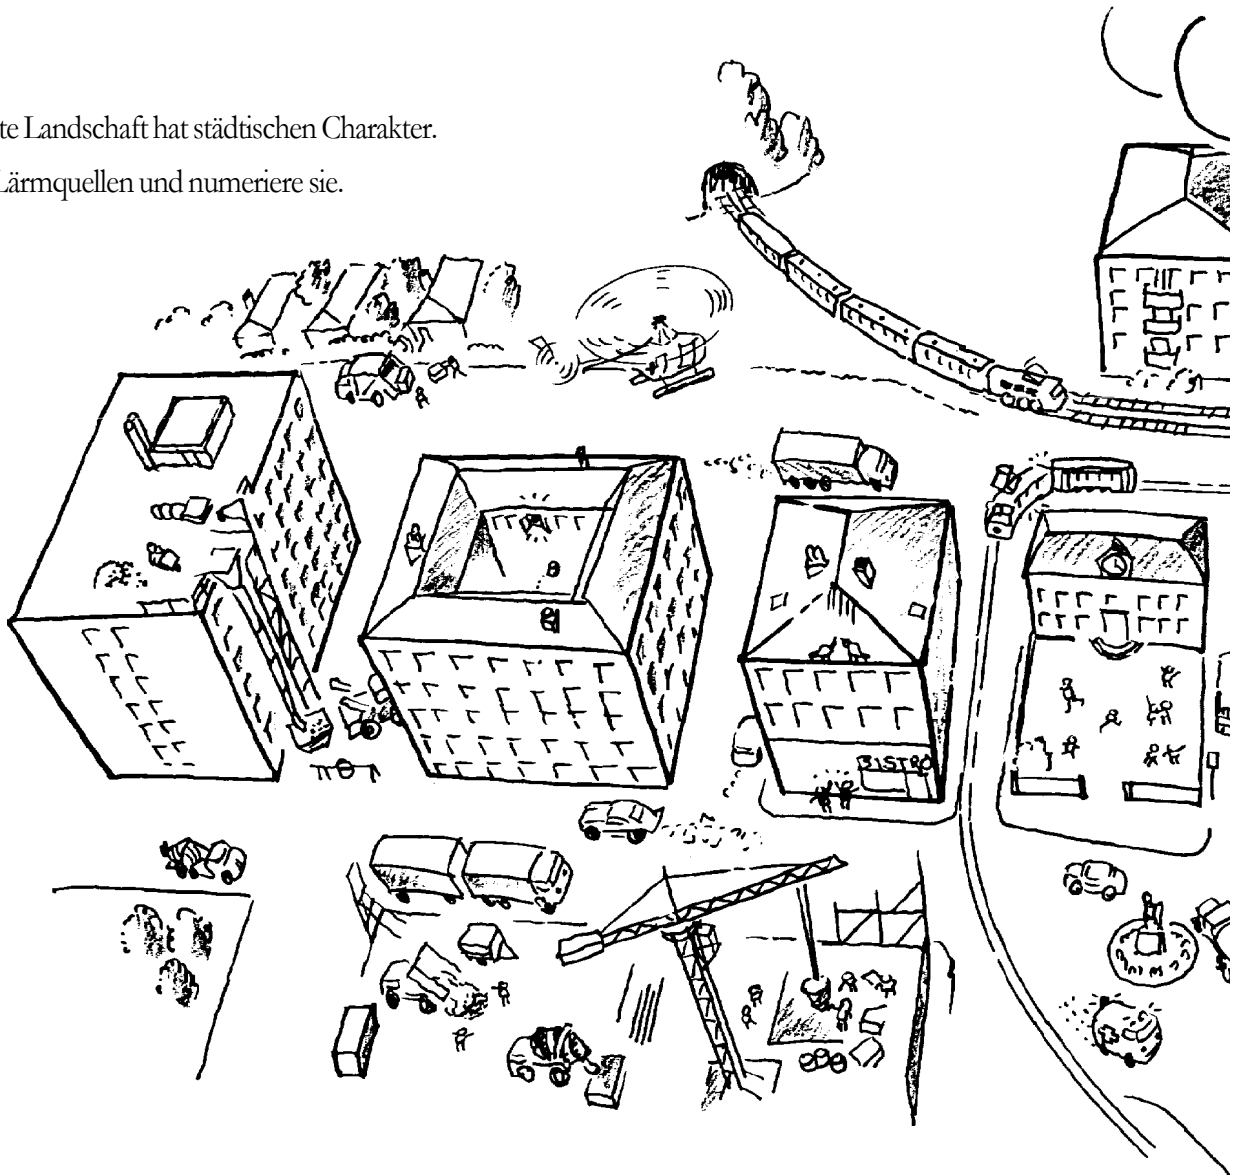 te Landschaft hat städtischen Charakter.
Lärmquellen und numeriere sie.
BISTRO